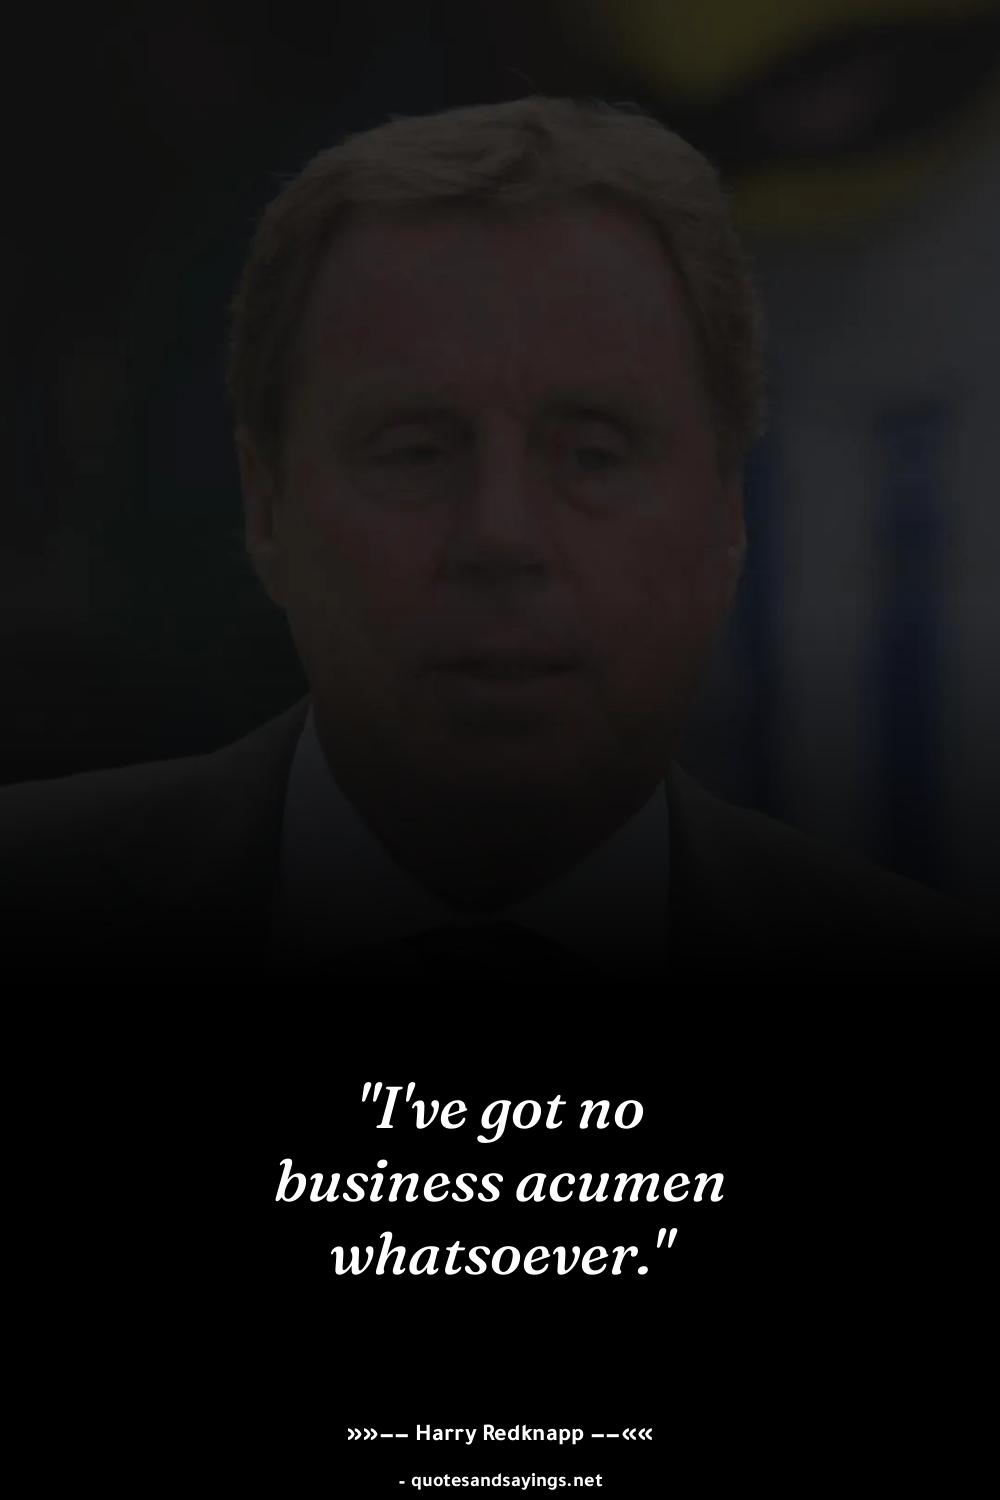 "I've got no
business acumen
whatsoever."
»»−− Harry Redknapp −−««
- quotesandsayings.net